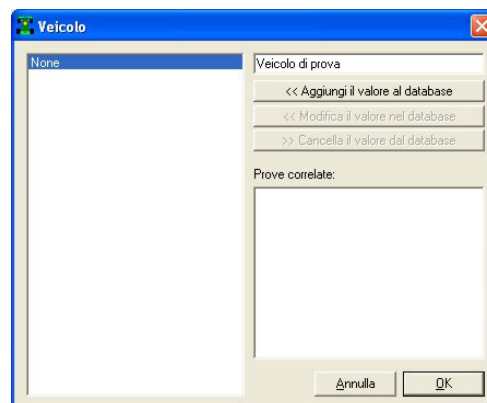 Veicolo
None
Veicolo di prova
<< Aggiungi il valore al database
<< Modifica il valore nel database
>> Cancella il valore dal database
Prove correlate:
Annulla
OK